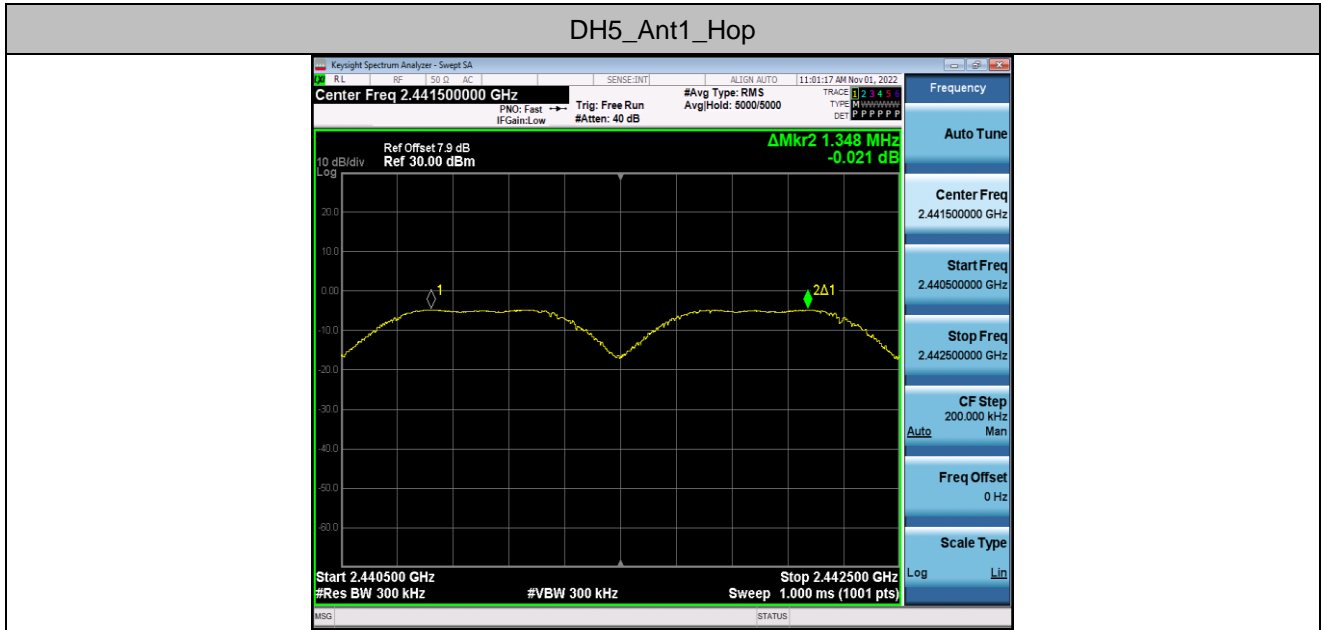 DH5_Ant1_Hop
Keysight Spectrum Analyzer - Swept SA
RL RF 50 Ω AC SENSE:INT ALIGN AUTO 11:01:17 AM Nov 01, 2022
Center Freq 2.441500000 GHz
PNO: Fast
IFGain:Low
Trig: Free Run
#Atten: 40 dB
#Avg Type: RMS
Avg|Hold: 5000/5000
TRACE 1 2 3 4 5 6
TYPE M
DET P P P P P P
ΔMkr2 1.348 MHz
-0.021 dB
Ref Offset 7.9 dB
10 dB/div Ref 30.00 dBm
Log
20.0
10.0
0.00
-10.0
-20.0
-30.0
-40.0
-50.0
-60.0
1
2Δ1
Start 2.440500 GHz
Stop 2.442500 GHz
#Res BW 300 kHz
#VBW 300 kHz
Sweep 1.000 ms (1001 pts)
MSG
STATUS
Frequency
Auto Tune
Center Freq
2.441500000 GHz
Start Freq
2.440500000 GHz
Stop Freq
2.442500000 GHz
CF Step
200.000 kHz
Auto Man
Freq Offset
0 Hz
Scale Type
Log Lin